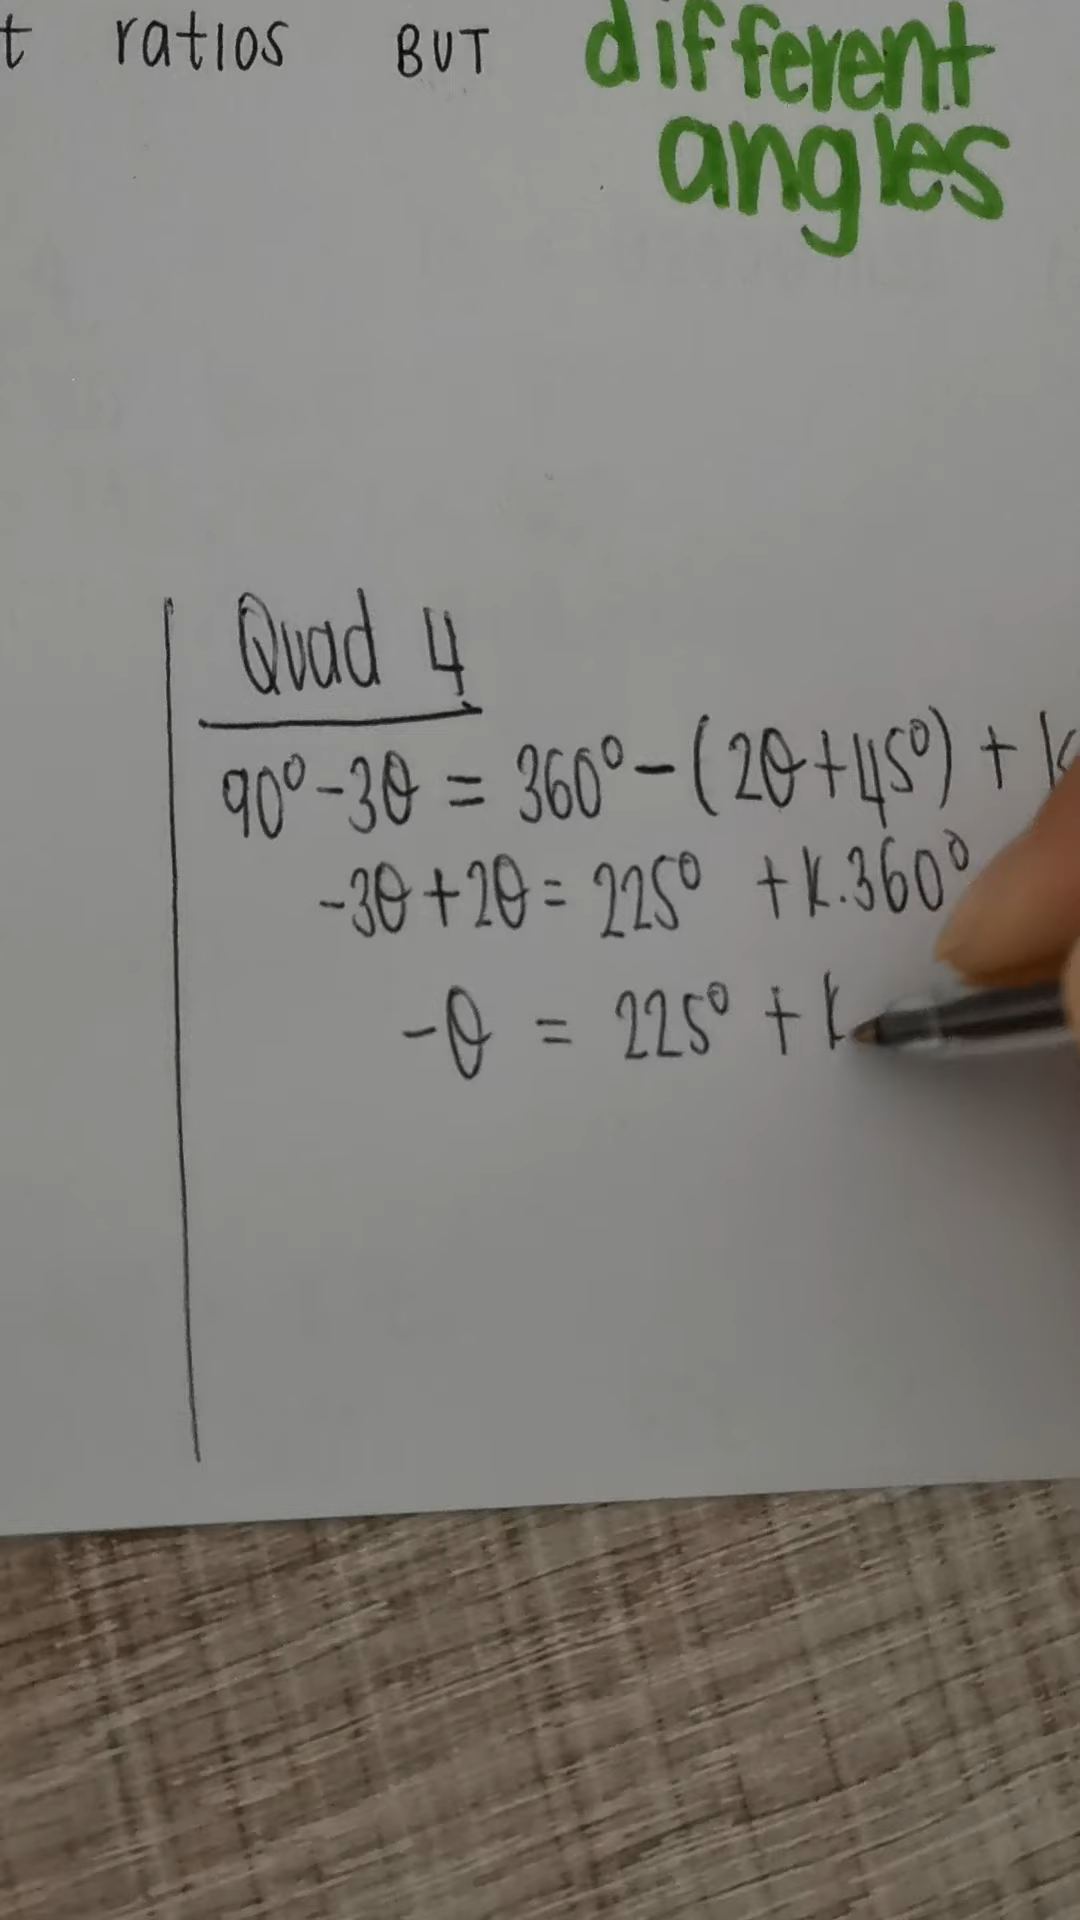 t ratios BUT different
angles
Quad 4
90° - 3θ = 360° - (2θ + 45°) + k
-3θ + 2θ = 225° + k.360°
-θ = 225° + k